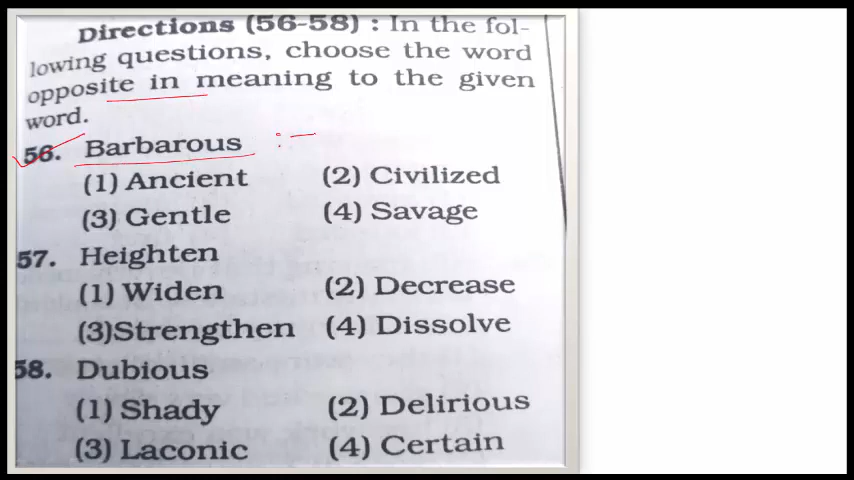 Directions (56-58) : In the fol-
lowing questions, choose the word
opposite in meaning to the given
word.
56. Barbarous :-
(1) Ancient (2) Civilized
(3) Gentle (4) Savage
57. Heighten
(1) Widen (2) Decrease
(3)Strengthen (4) Dissolve
58. Dubious
(1) Shady (2) Delirious
(3) Laconic (4) Certain